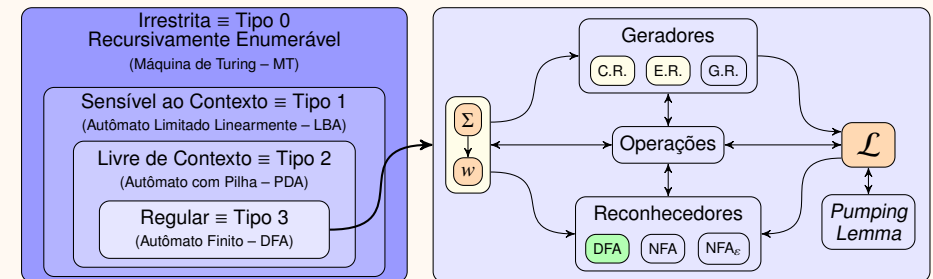 Irrestrita ≡ Tipo 0
Recursivamente Enumerável
(Máquina de Turing – MT)
Sensível ao Contexto ≡ Tipo 1
(Autômato Limitado Linearmente – LBA)
Livre de Contexto ≡ Tipo 2
(Autômato com Pilha – PDA)
Regular ≡ Tipo 3
(Autômato Finito – DFA)
Σ
w
Geradores
C.R. E.R. G.R.
Operações
Reconhecedores
DFA NFA NFAε
ℒ
Pumping
Lemma